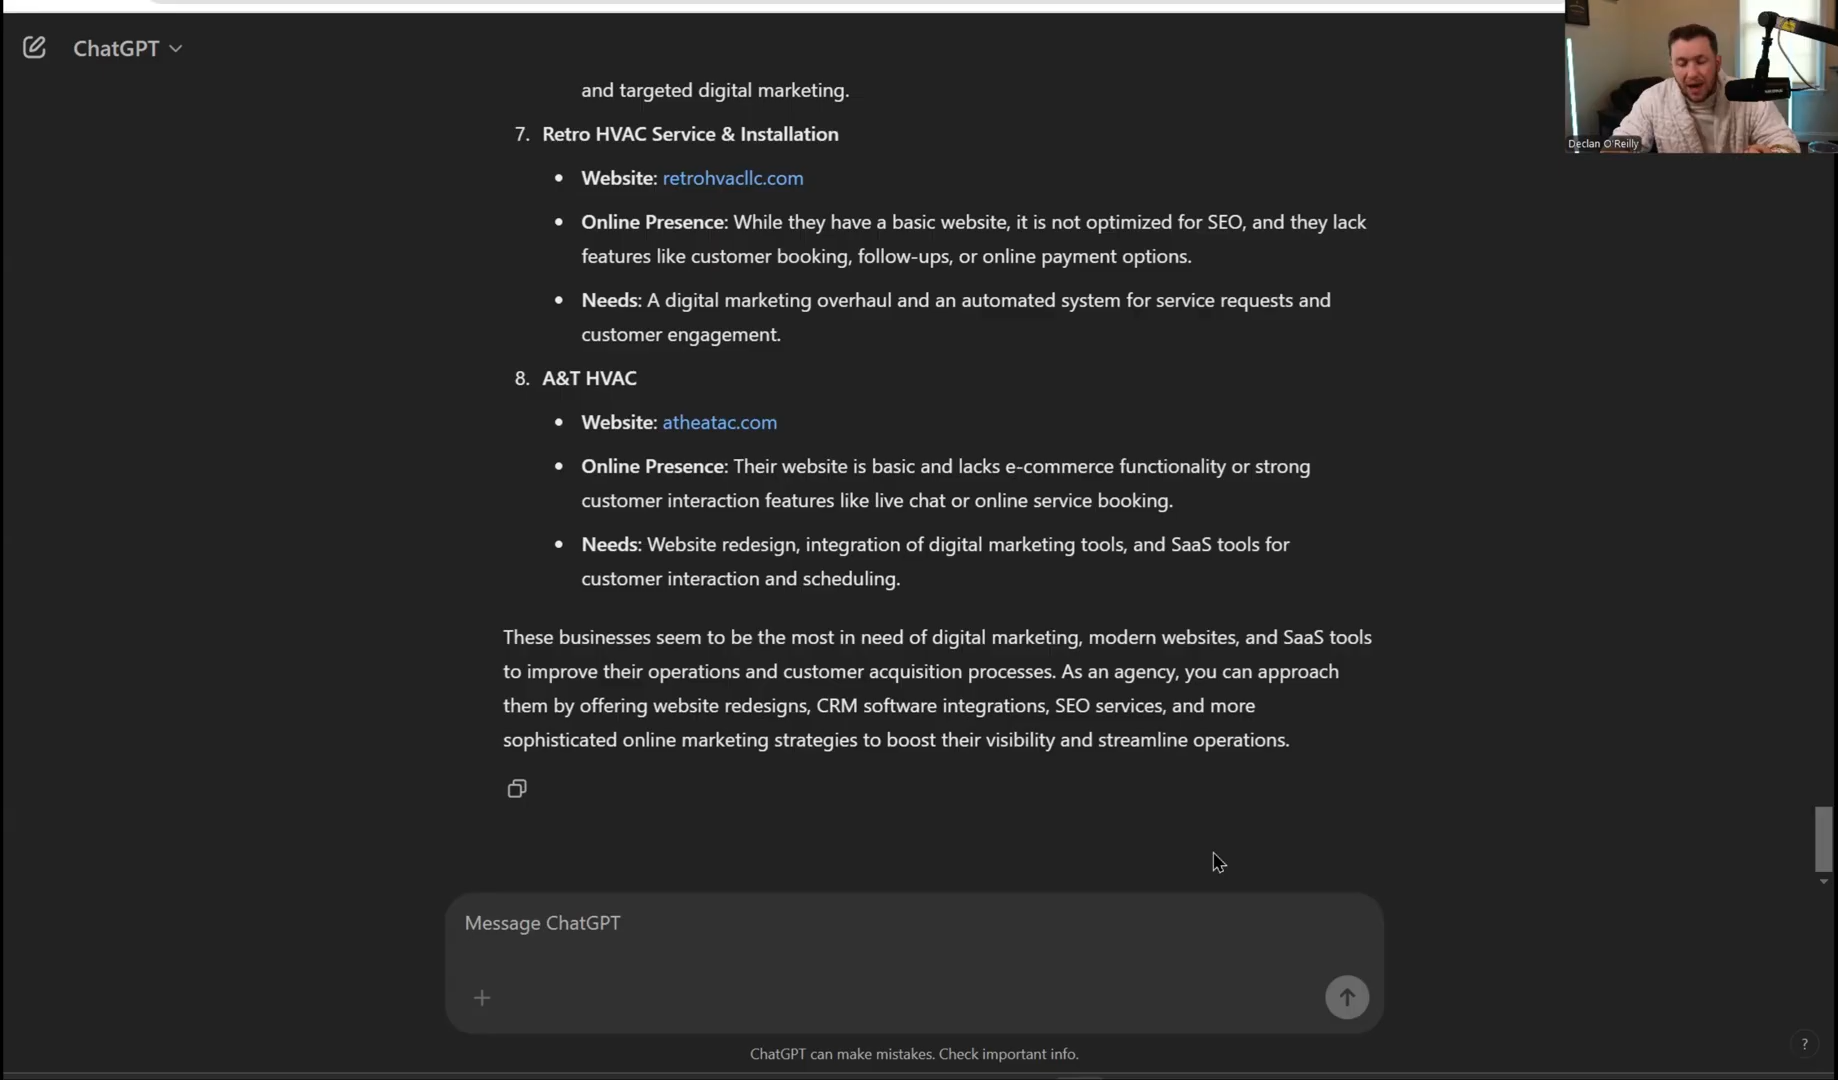 ChatGPT
Declan O'Reilly
and targeted digital marketing.
7. Retro HVAC Service & Installation
• Website: retrohvacllc.com
• Online Presence: While they have a basic website, it is not optimized for SEO, and they lack
features like customer booking, follow-ups, or online payment options.
• Needs: A digital marketing overhaul and an automated system for service requests and
customer engagement.
8. A&T HVAC
• Website: atheatac.com
• Online Presence: Their website is basic and lacks e-commerce functionality or strong
customer interaction features like live chat or online service booking.
• Needs: Website redesign, integration of digital marketing tools, and SaaS tools for
customer interaction and scheduling.
These businesses seem to be the most in need of digital marketing, modern websites, and SaaS tools
to improve their operations and customer acquisition processes. As an agency, you can approach
them by offering website redesigns, CRM software integrations, SEO services, and more
sophisticated online marketing strategies to boost their visibility and streamline operations.
Message ChatGPT
ChatGPT can make mistakes. Check important info.
?